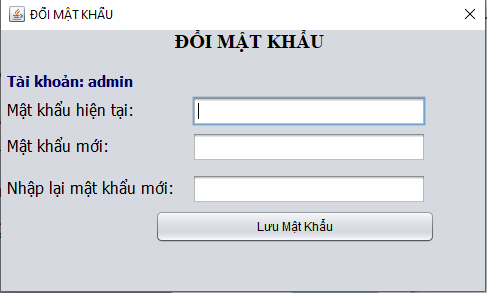 ĐỔI MẬT KHẨU
ĐỔI MẬT KHẨU
Tài khoản: admin
Mật khẩu hiện tại:
Mật khẩu mới:
Nhập lại mật khẩu mới:
Lưu Mật Khẩu